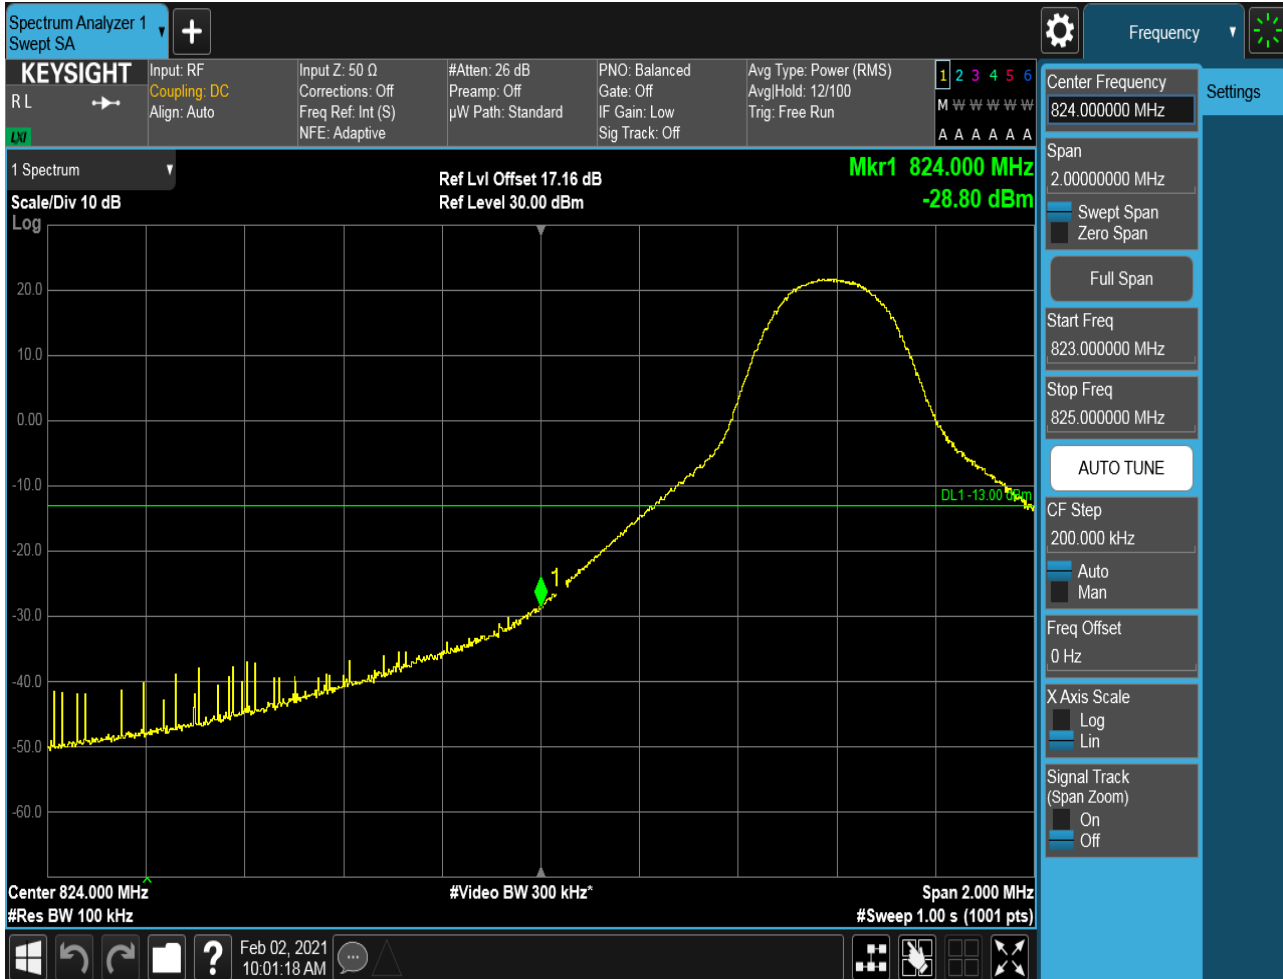 Spectrum Analyzer 1
Swept SA
Frequency
KEYSIGHT
R L
LXI
Input: RF
Coupling: DC
Align: Auto
Input Z: 50 Ω
Corrections: Off
Freq Ref: Int (S)
NFE: Adaptive
#Atten: 26 dB
Preamp: Off
µW Path: Standard
PNO: Balanced
Gate: Off
IF Gain: Low
Sig Track: Off
Avg Type: Power (RMS)
Avg|Hold: 12/100
Trig: Free Run
1 2 3 4 5 6
M W W W W W
A A A A A A
1 Spectrum
Scale/Div 10 dB
Log
Ref Lvl Offset 17.16 dB
Ref Level 30.00 dBm
Mkr1 824.000 MHz
-28.80 dBm
20.0
10.0
0.00
-10.0
DL1 -13.00 dBm
-20.0
1
-30.0
-40.0
-50.0
-60.0
Center 824.000 MHz
#Video BW 300 kHz*
Span 2.000 MHz
#Res BW 100 kHz
#Sweep 1.00 s (1001 pts)
Center Frequency
824.000000 MHz
Settings
Span
2.00000000 MHz
Swept Span
Zero Span
Full Span
Start Freq
823.000000 MHz
Stop Freq
825.000000 MHz
AUTO TUNE
CF Step
200.000 kHz
Auto
Man
Freq Offset
0 Hz
X Axis Scale
Log
Lin
Signal Track
(Span Zoom)
On
Off
?
Feb 02, 2021
10:01:18 AM